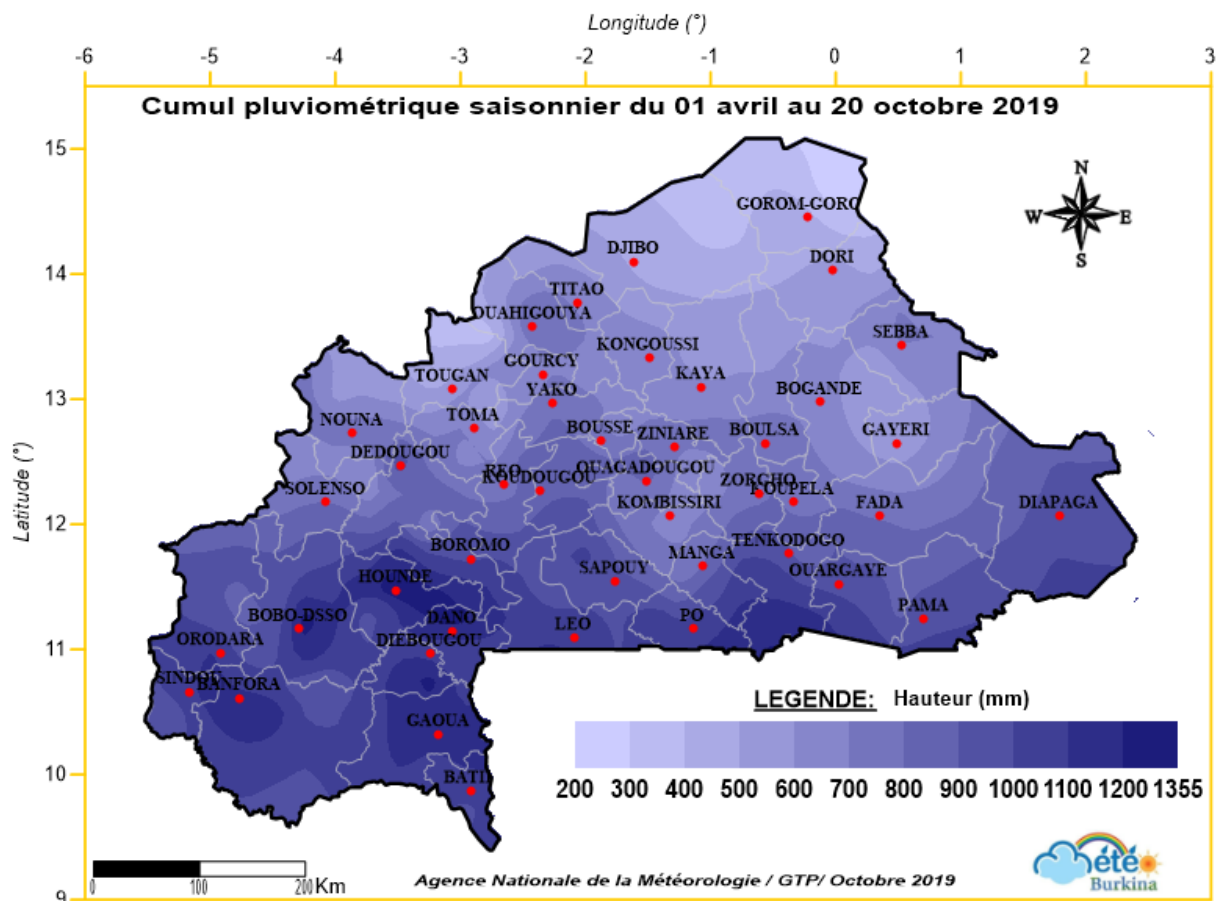 Longitude (°)
-6 -5 -4 -3 -2 -1 0 1 2 3
Cumul pluviométrique saisonnier du 01 avril au 20 octobre 2019
15
N
GOROM-GORO
W E
DJIBO
DORI
S
14
TITAO
OUAHIGOUYA
SEBBA
KONGOUSSI
GOURCY
TOUGAN
KAYA
13
YAKO
BOGANDE
NOUNA
TOMA
BOUSSE
ZINIARE
BOULSA
GAYERI
Latitude (°)
DEDOUGOU
REO
KOUDOUGOU
OUAGADOUGOU
ZORGHO
KOUPELA
SOLENSO
KOMBISSIRI
FADA
DIAPAGA
12
BOROMO
TENKODOGO
MANGA
HOUNDE
SAPOUY
OUARGAYE
BOBO-DSSO
DANO
LEO
PO
PAMA
ORODARA
DIEBOUGOU
11
SINDOU
BANFORA
LEGENDE: Hauteur (mm)
GAOUA
10
BATIE
200 300 400 500 600 700 800 900 1000 1100 1200 1355
0 100 200 Km
Agence Nationale de la Météorologie / GTP/ Octobre 2019
été
Burkina
9